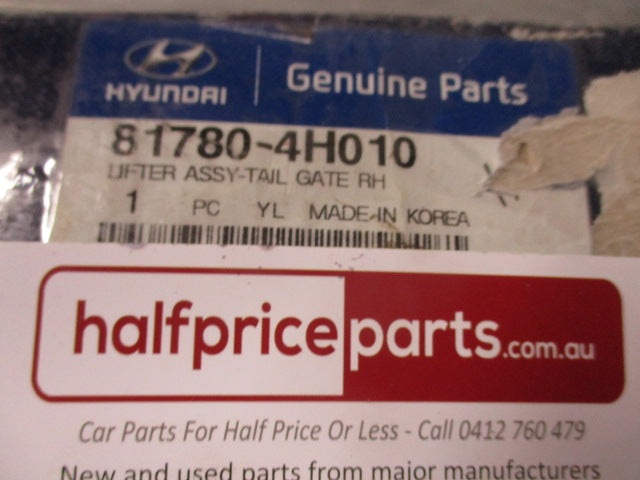 HYUNDAI Genuine Parts
81780-4H010
LIFTER ASSY-TAIL GATE RH
1 PC YL MADE-IN KOREA
halfpriceparts.com.au
Car Parts For Half Price Or Less - Call 0412 760 479
New and used parts from major manufacturers